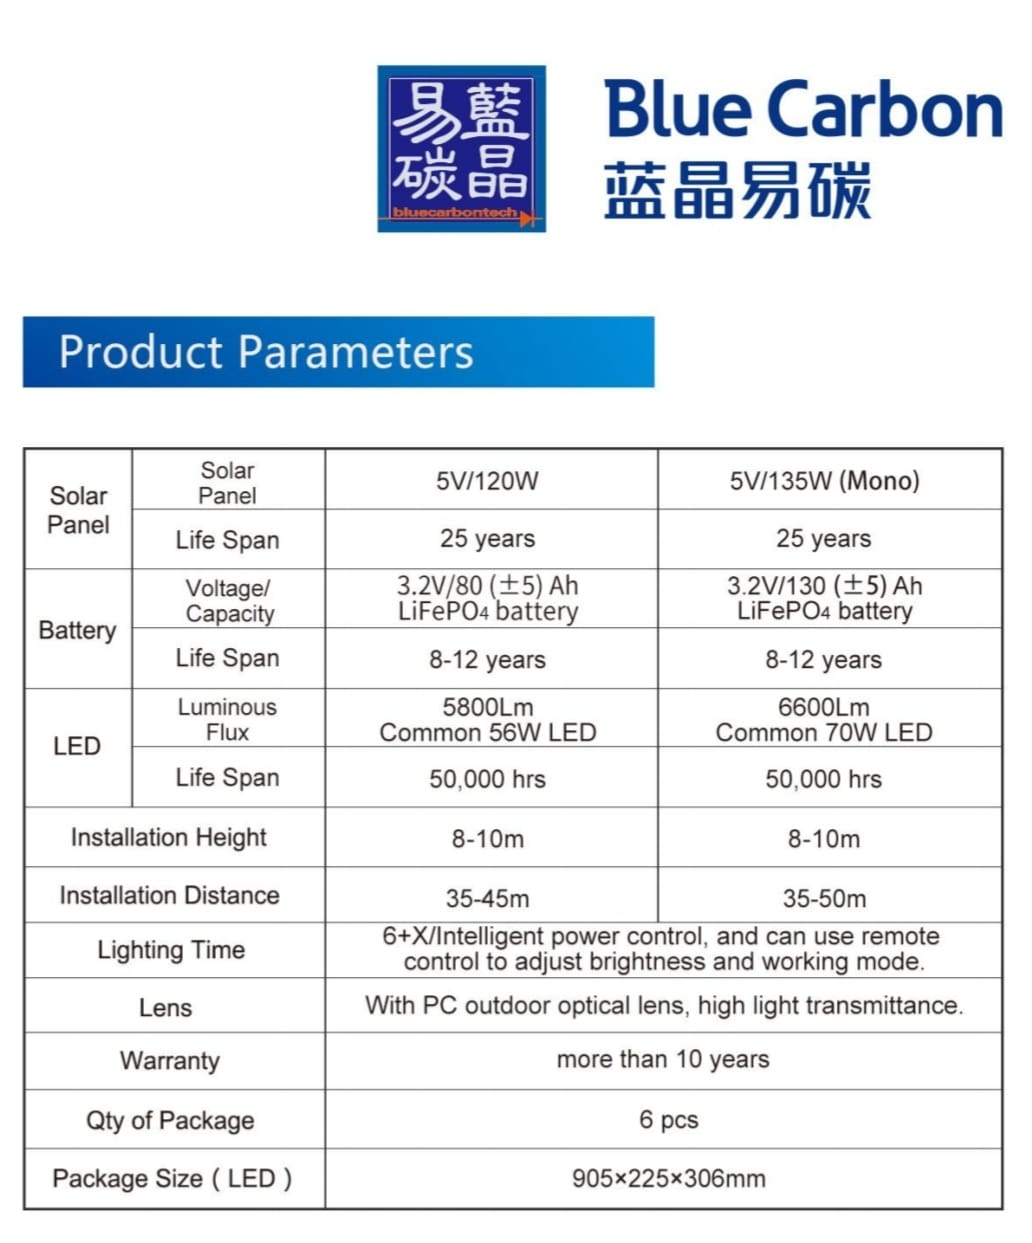 易藍
碳晶
bluecarbontech
Blue Carbon
蓝晶易碳
Product Parameters
Solar
Panel
Solar
Panel
5V/120W
5V/135W (Mono)
Life Span
25 years
25 years
Battery
Voltage/
Capacity
3.2V/80 (±5) Ah
LiFePO4 battery
3.2V/130 (±5) Ah
LiFePO4 battery
Life Span
8-12 years
8-12 years
LED
Luminous
Flux
5800Lm
Common 56W LED
6600Lm
Common 70W LED
Life Span
50,000 hrs
50,000 hrs
Installation Height
8-10m
8-10m
Installation Distance
35-45m
35-50m
Lighting Time
6+X/Intelligent power control, and can use remote
control to adjust brightness and working mode.
Lens
With PC outdoor optical lens, high light transmittance.
Warranty
more than 10 years
Qty of Package
6 pcs
Package Size ( LED )
905×225×306mm